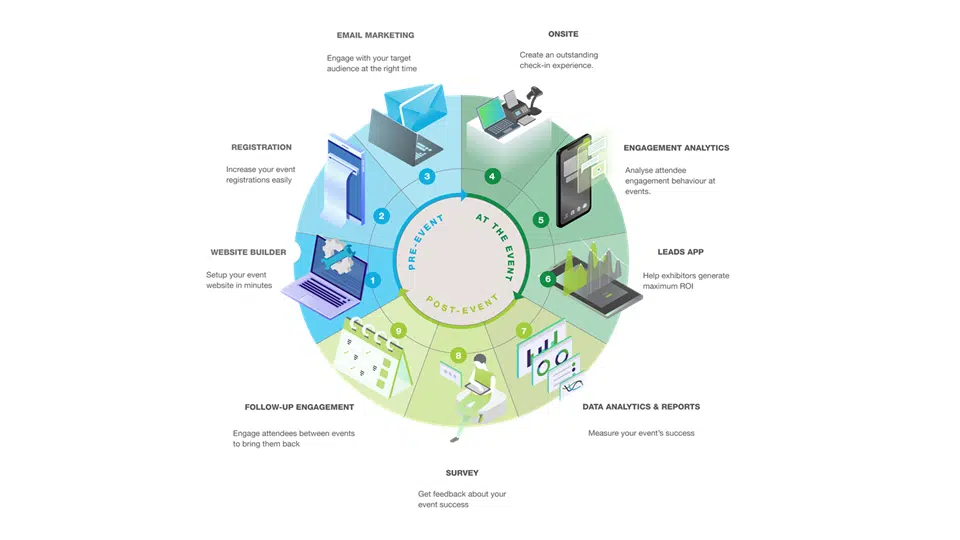 EMAIL MARKETING
Engage with your target
audience at the right time
ONSITE
Create an outstanding
check-in experience.
REGISTRATION
Increase your event
registrations easily
ENGAGEMENT ANALYTICS
Analyse attendee
engagement behaviour at
events.
WEBSITE BUILDER
Setup your event
website in minutes
LEADS APP
Help exhibitors generate
maximum ROI
3
4
2
5
1
6
9
8
7
PRE-EVENT
AT THE EVENT
POST-EVENT
FOLLOW-UP ENGAGEMENT
Engage attendees between events
to bring them back
DATA ANALYTICS & REPORTS
Measure your event's success
SURVEY
Get feedback about your
event success